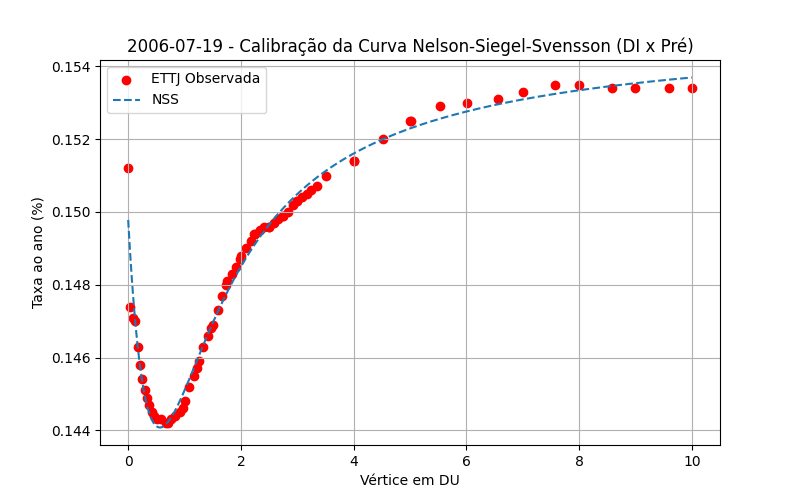 2006-07-19 - Calibração da Curva Nelson-Siegel-Svensson (DI x Pré)
ETTJ Observada
NSS
Taxa ao ano (%)
0.154
0.152
0.150
0.148
0.146
0.144
0 2 4 6 8 10
Vértice em DU